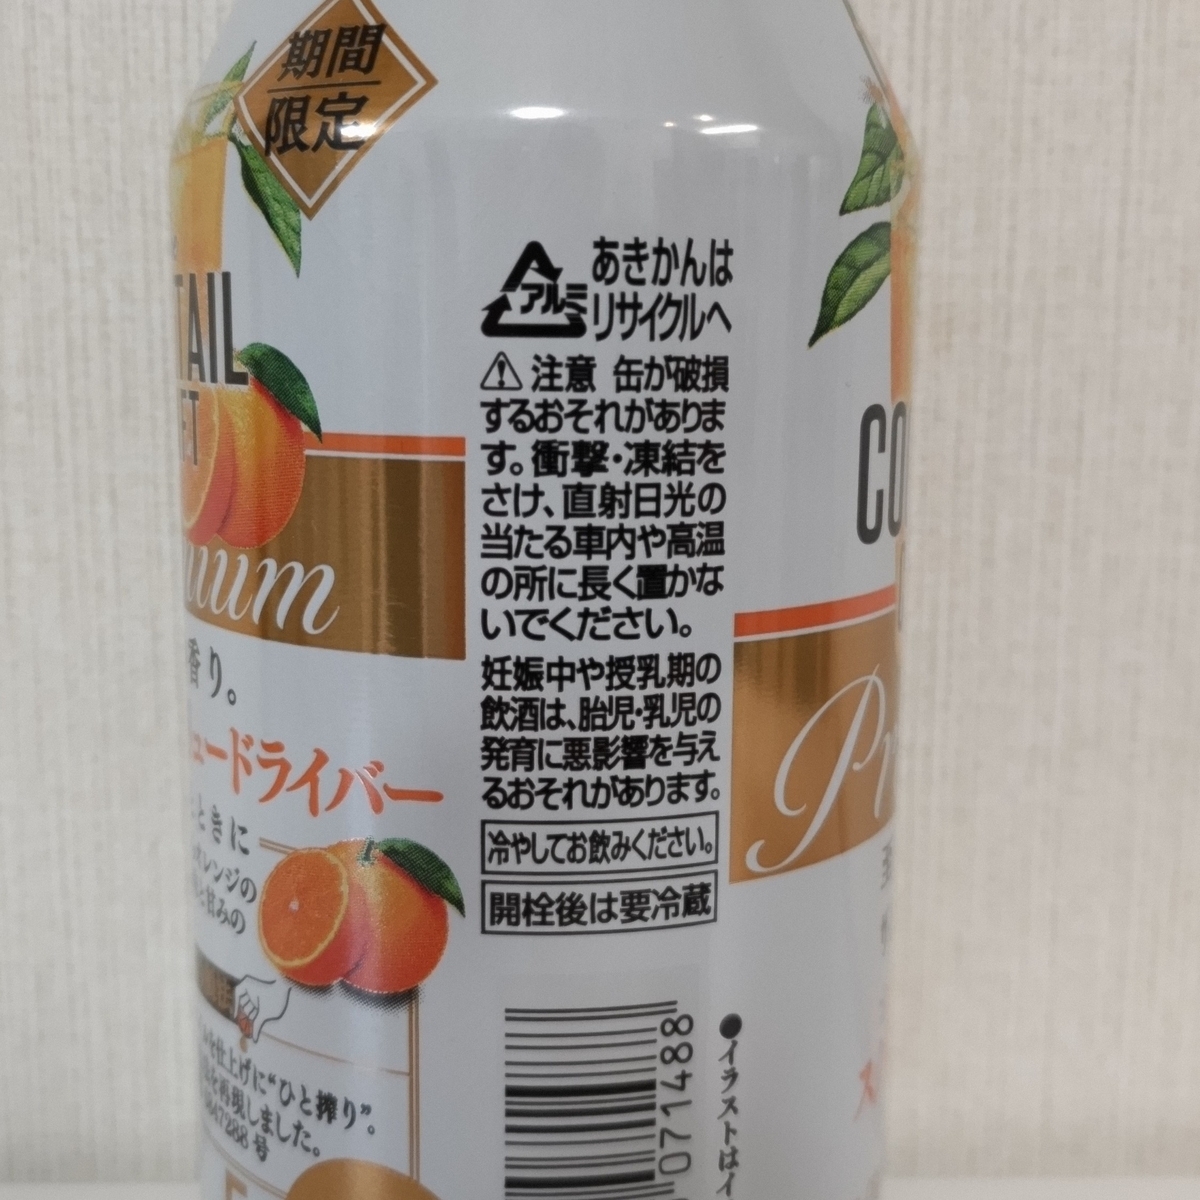 期間
限定
TAIL
ET
香り。
ュードライバー
ときに
オレンジの
と甘みの
を仕上げに“ひと搾り”。
を再現しました。
647288号
アルミ
あきかんは
リサイクルへ
注意 缶が破損
するおそれがありま
す。衝撃・凍結を
さけ、直射日光の
当たる車内や高温
の所に長く置かな
いでください。
妊娠中や授乳期の
飲酒は、胎児・乳児の
発育に悪影響を与え
るおそれがあります。
冷やしてお飲みください。
開栓後は要冷蔵
071488
●イラストはイ
CO
Pr